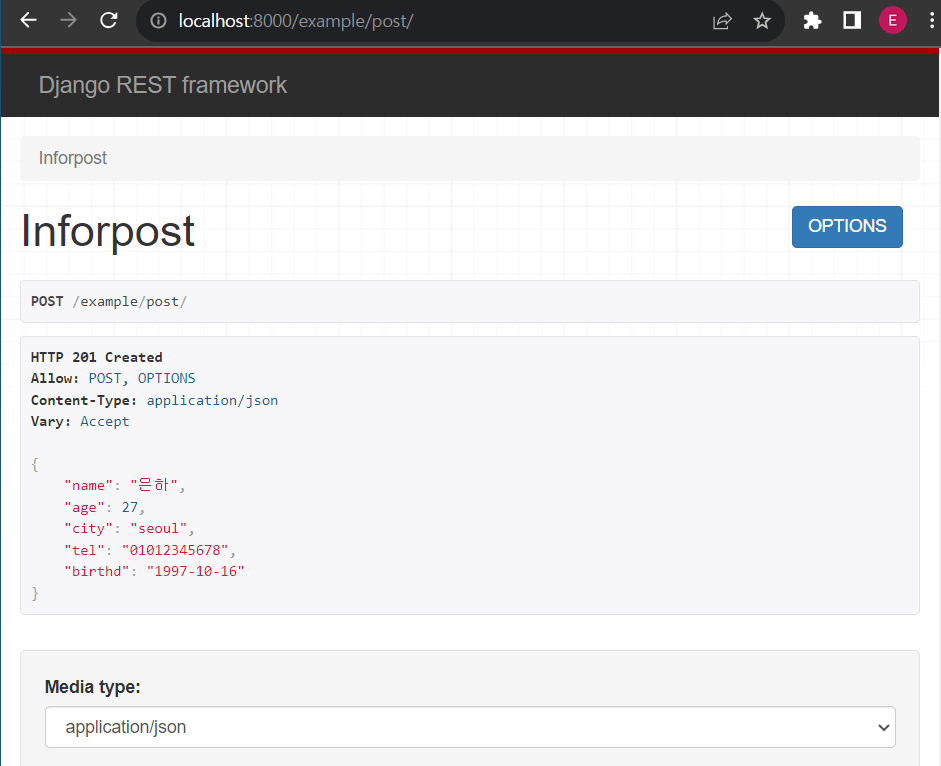 localhost:8000/example/post/
E
Django REST framework
Inforpost
Inforpost
OPTIONS
POST /example/post/
HTTP 201 Created
Allow: POST, OPTIONS
Content-Type: application/json
Vary: Accept
{
"name": "은하",
"age": 27,
"city": "seoul",
"tel": "01012345678",
"birthd": "1997-10-16"
}
Media type:
application/json